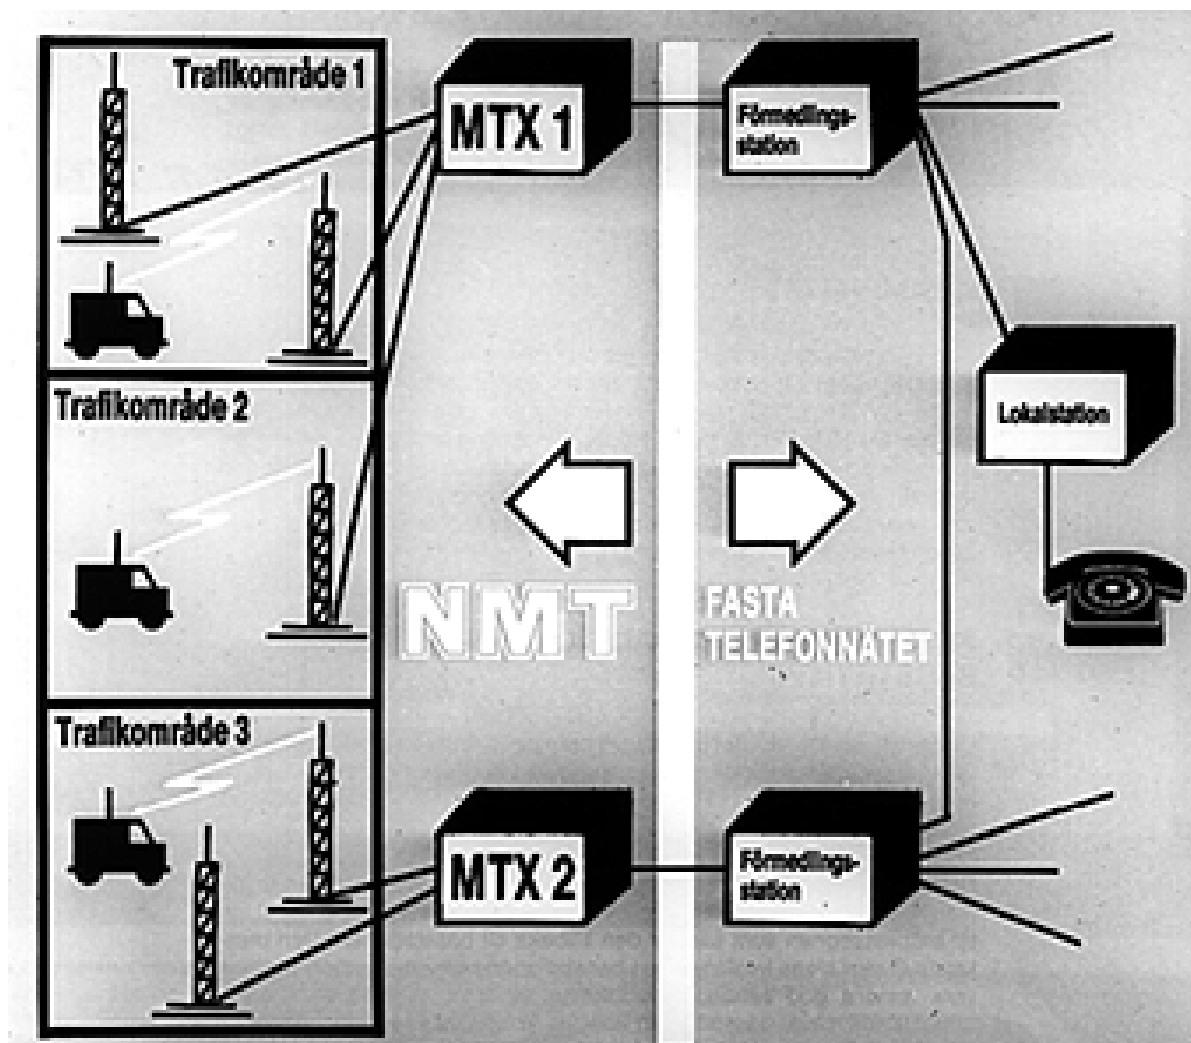 Trafikområde 1
MTX 1
Förmedlings-
station
Trafikområde 2
Lokalstation
NMT
FASTA
TELEFONNÄTET
Trafikområde 3
MTX 2
Förmedlings-
station